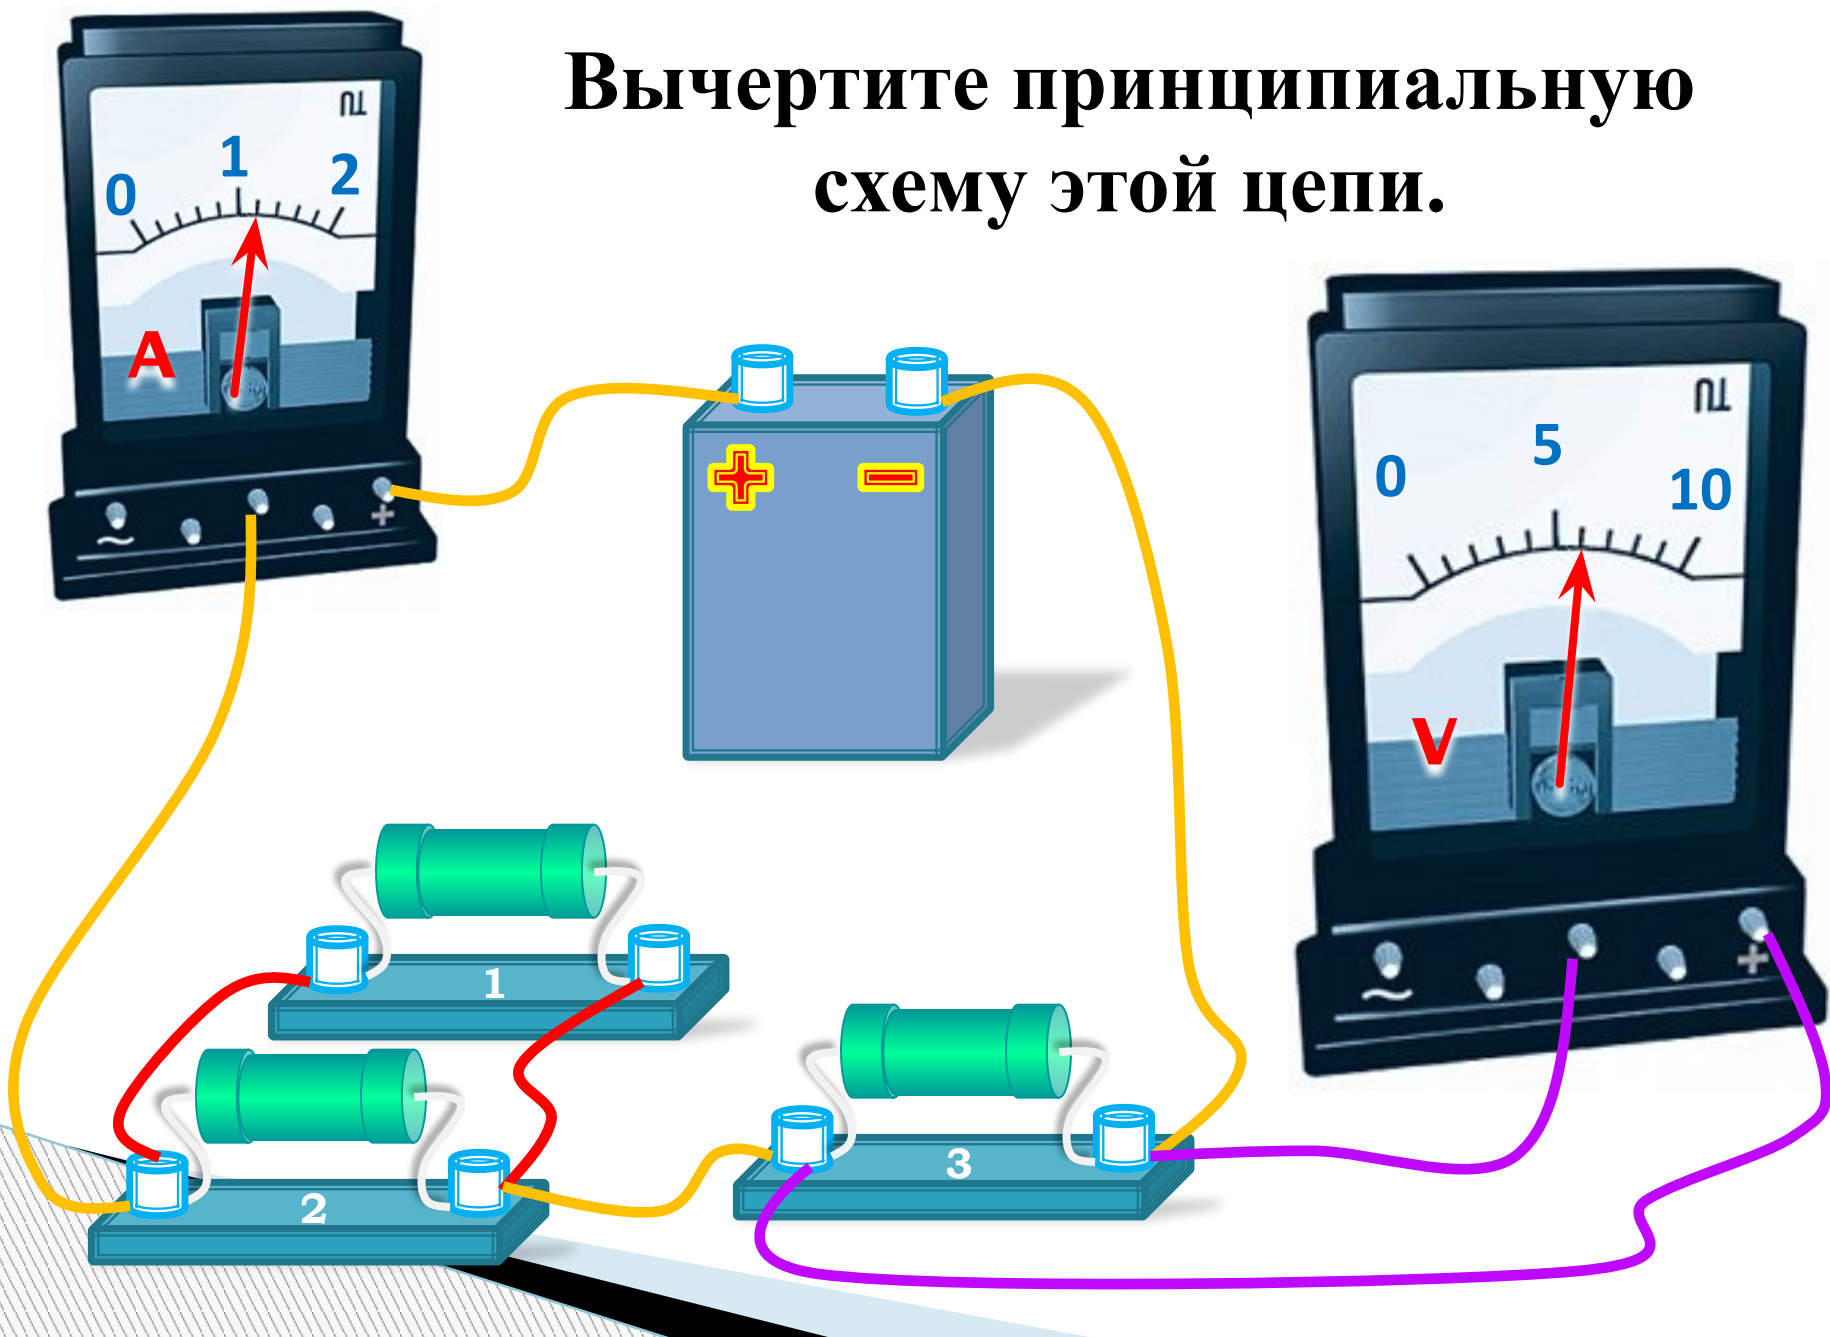 Вычертите принципиальную
схему этой цепи.
0 1 2
A
+ −
0 5 10
V
~ +
~ +
1
2
3